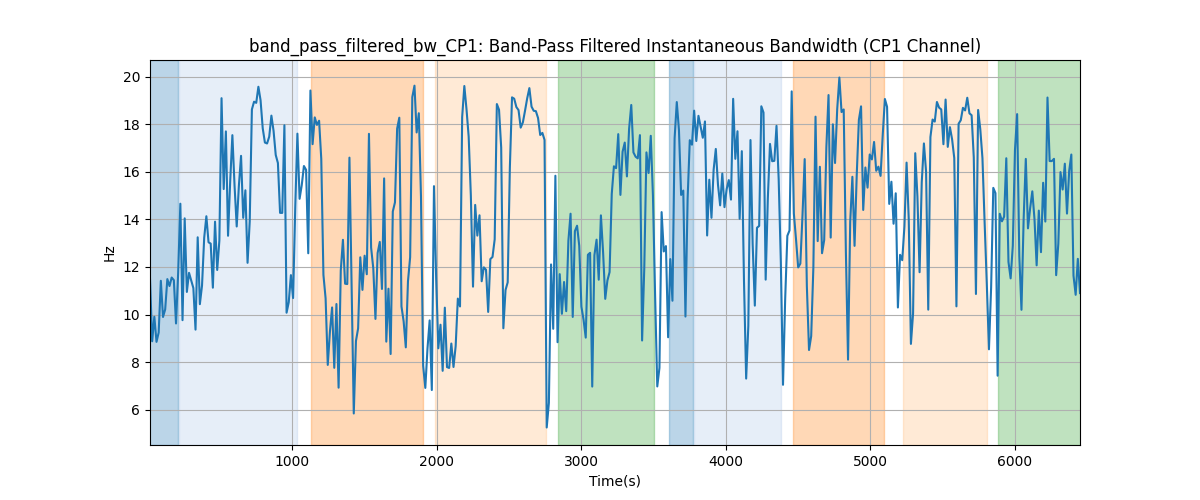 band_pass_filtered_bw_CP1: Band-Pass Filtered Instantaneous Bandwidth (CP1 Channel)
20
18
16
14
12
10
8
6
Hz
1000 2000 3000 4000 5000 6000
Time(s)